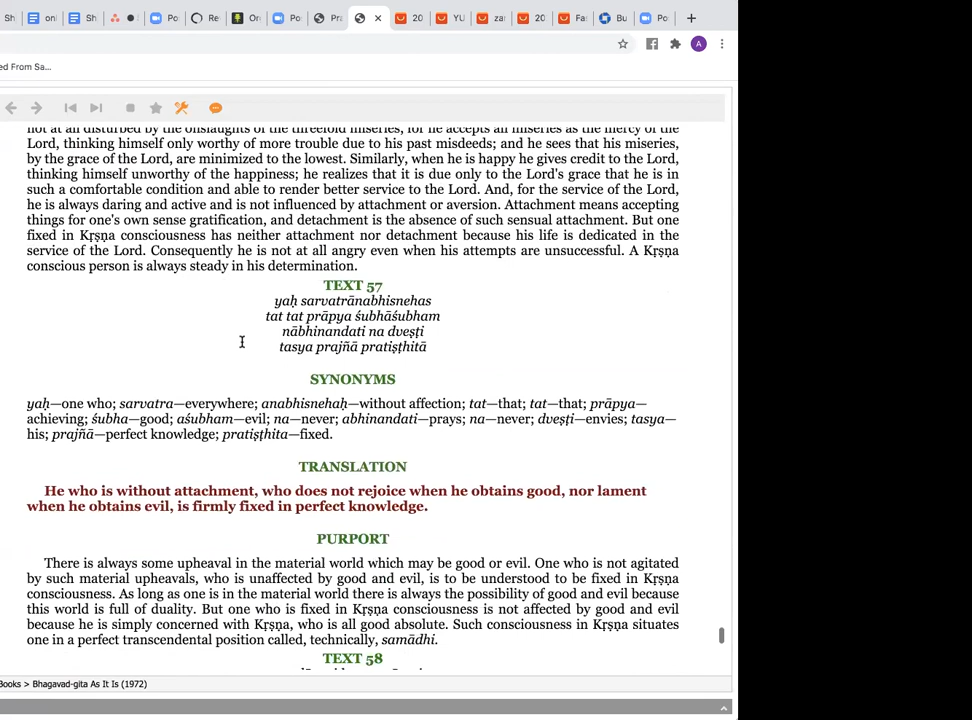 Sh
on
Sh
Po
Re
Or
Po
Pra
20
YU
za
20
Fa
Bu
Po
A
ed From Sa...
not at all disturbed by the onslaughts of the threefold miseries, for he accepts all miseries as the mercy of the
Lord, thinking himself only worthy of more trouble due to his past misdeeds; and he sees that his miseries,
by the grace of the Lord, are minimized to the lowest. Similarly, when he is happy he gives credit to the Lord,
thinking himself unworthy of the happiness; he realizes that it is due only to the Lord's grace that he is in
such a comfortable condition and able to render better service to the Lord. And, for the service of the Lord,
he is always daring and active and is not influenced by attachment or aversion. Attachment means accepting
things for one's own sense gratification, and detachment is the absence of such sensual attachment. But one
fixed in Kṛṣṇa consciousness has neither attachment nor detachment because his life is dedicated in the
service of the Lord. Consequently he is not at all angry even when his attempts are unsuccessful. A Kṛṣṇa
conscious person is always steady in his determination.
TEXT 57
yaḥ sarvatrānabhisnehas
tat tat prāpya śubhāśubham
nābhinandati na dveṣṭi
tasya prajñā pratiṣṭhitā
SYNONYMS
yaḥ—one who; sarvatra—everywhere; anabhisnehaḥ—without affection; tat—that; tat—that; prāpya—
achieving; śubha—good; aśubham—evil; na—never; abhinandati—prays; na—never; dveṣṭi—envies; tasya—
his; prajñā—perfect knowledge; pratiṣṭhita—fixed.
TRANSLATION
He who is without attachment, who does not rejoice when he obtains good, nor lament
when he obtains evil, is firmly fixed in perfect knowledge.
PURPORT
There is always some upheaval in the material world which may be good or evil. One who is not agitated
by such material upheavals, who is unaffected by good and evil, is to be understood to be fixed in Kṛṣṇa
consciousness. As long as one is in the material world there is always the possibility of good and evil because
this world is full of duality. But one who is fixed in Kṛṣṇa consciousness is not affected by good and evil
because he is simply concerned with Kṛṣṇa, who is all good absolute. Such consciousness in Kṛṣṇa situates
one in a perfect transcendental position called, technically, samādhi.
TEXT 58
Books > Bhagavad-gita As It Is (1972)